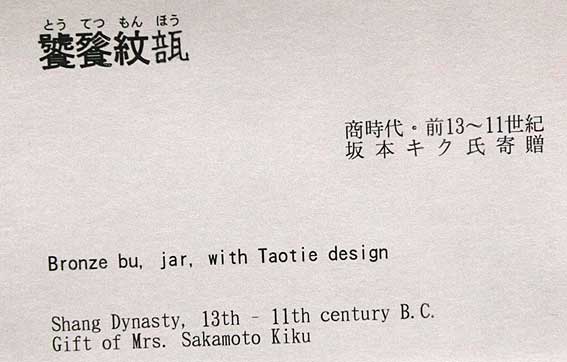 とう てつ もん ほう
饕餮紋瓿
商時代・前13～11世紀
坂本キク氏寄贈
Bronze bu, jar, with Taotie design
Shang Dynasty, 13th - 11th century B.C.
Gift of Mrs. Sakamoto Kiku